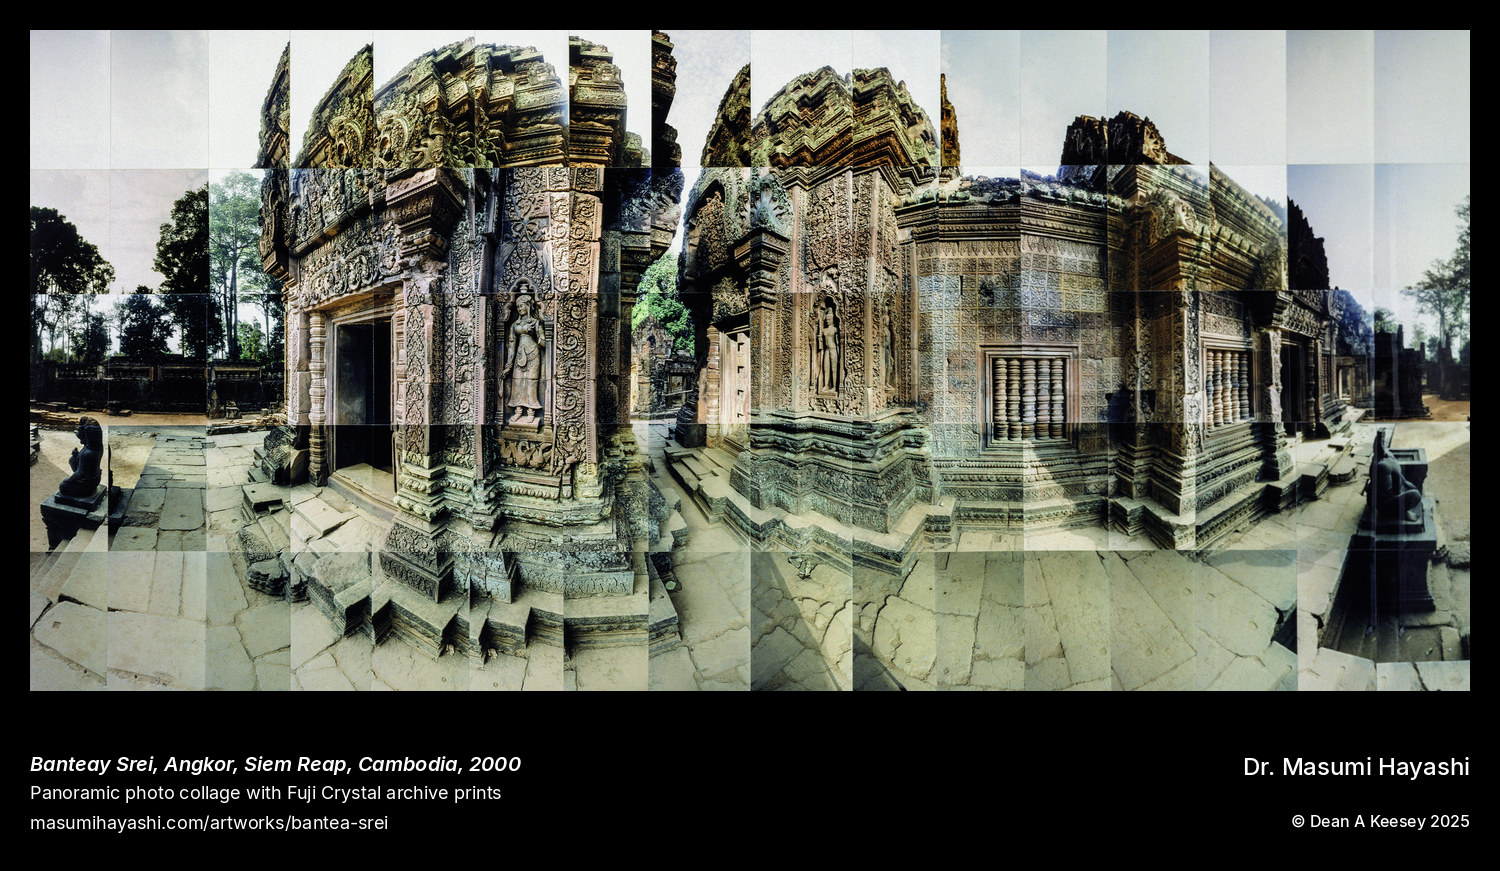 Banteay Srei, Angkor, Siem Reap, Cambodia, 2000
Panoramic photo collage with Fuji Crystal archive prints
masumihayashi.com/artworks/bantea-srei
Dr. Masumi Hayashi
© Dean A Keesey 2025